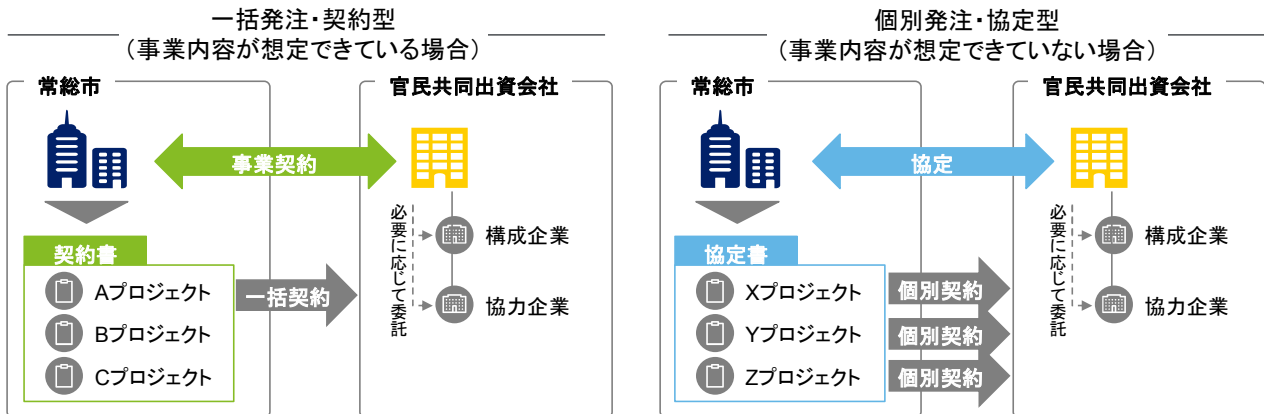 一括発注・契約型
（事業内容が想定できている場合）
常総市
官民共同出資会社
事業契約
必要に応じて委託
構成企業
協力企業
契約書
Aプロジェクト
Bプロジェクト
Cプロジェクト
一括契約
個別発注・協定型
（事業内容が想定できていない場合）
常総市
官民共同出資会社
協定
必要に応じて委託
構成企業
協力企業
協定書
Xプロジェクト
Yプロジェクト
Zプロジェクト
個別契約
個別契約
個別契約